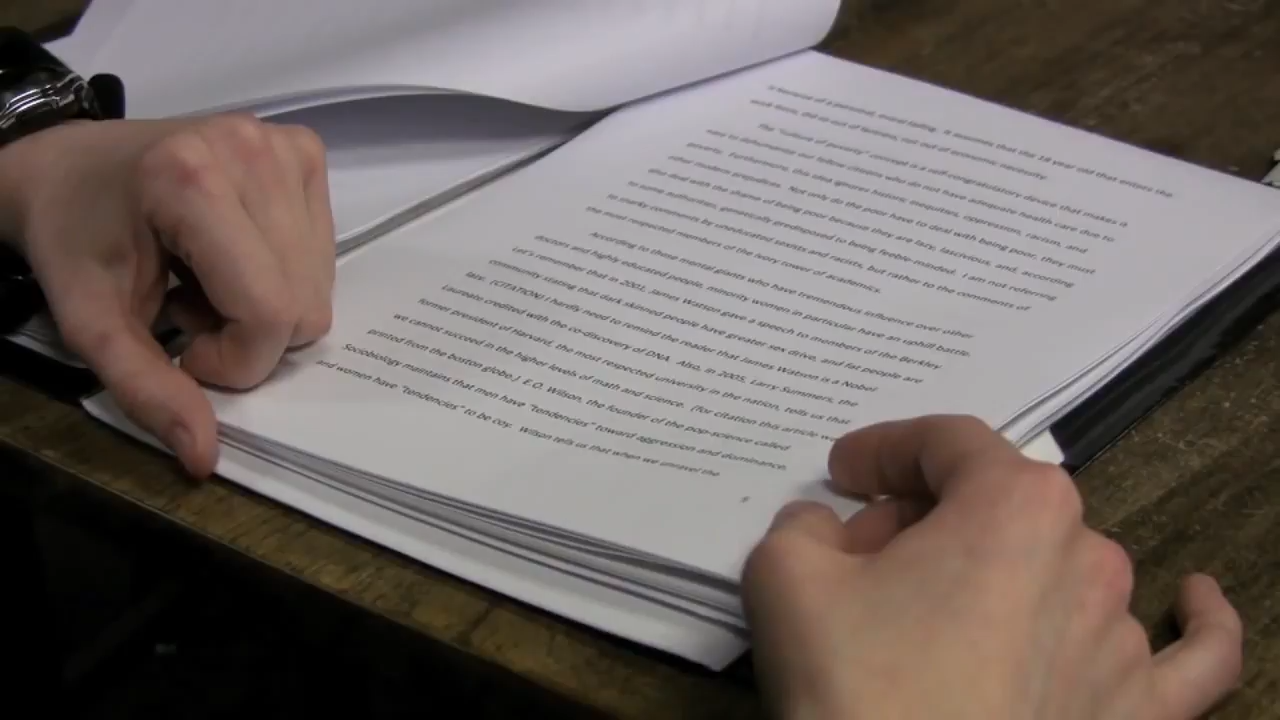 is because of a personal, moral failing. It assumes that the 18 year old that enters the
work force, did so out of laziness, not out of economic necessity.
The "culture of poverty" concept is a self-congratulatory device that makes it
easy to dehumanize our fellow citizens who do not have adequate health care due to
poverty. Furthermore, this idea ignores historic inequities, oppression, racism, and
other modern prejudices. Not only do the poor have to deal with being poor, they must
also deal with the shame of being poor because they are lazy, lascivious, and, according
to some authorities, generically predisposed to being feeble-minded. I am not referring
to snarky comments by uneducated sexists and racists, but rather to the comments of
the most respected members of the ivory tower of academics.
According to these mental giants who have tremendous influence over other
doctors and highly educated people, minority women in particular have an uphill battle.
Let's remember that in 2001, James Watson gave a speech to members of the Berkley
community stating that dark skinned people have greater sex drive, and fat people are
lazy. (CITATION) I hardly need to remind the reader that James Watson is a Nobel
Laureate credited with the co-discovery of DNA. Also, in 2005, Larry Summers, the
former president of Harvard, the most respected university in the nation, tells us that
we cannot succeed in the higher levels of math and science. (for citation this article w
printed from the boston globe.) E.O. Wilson, the founder of the pop-science called
Sociobiology maintains that men have "tendencies" toward aggression and dominance.
nd women have "tendencies" to be coy. Wilson tells us that when we unravel the